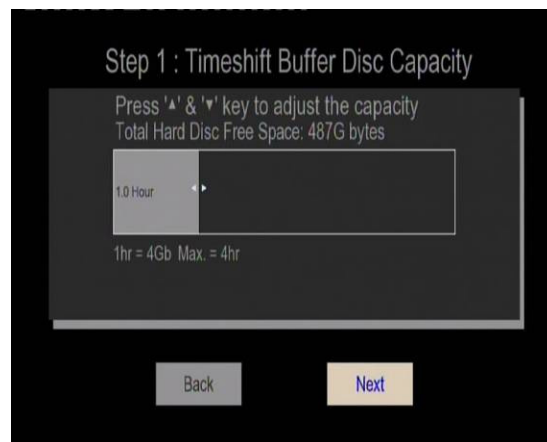 Step 1 : Timeshift Buffer Disc Capacity
Press '▲' & '▼' key to adjust the capacity
Total Hard Disc Free Space: 487G bytes
1.0 Hour
1hr = 4Gb Max. = 4hr
Back Next